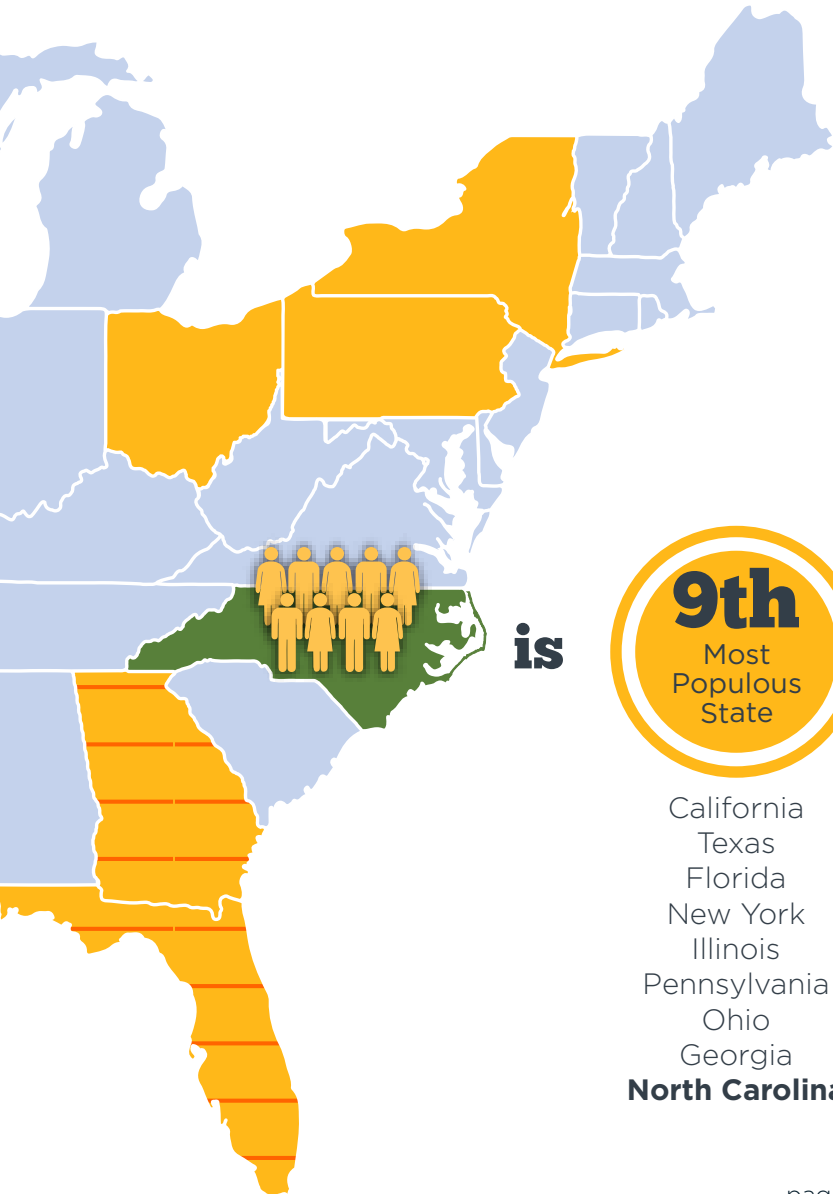 is
9th
Most
Populous
State
California
Texas
Florida
New York
Illinois
Pennsylvania
Ohio
Georgia
North Carolina